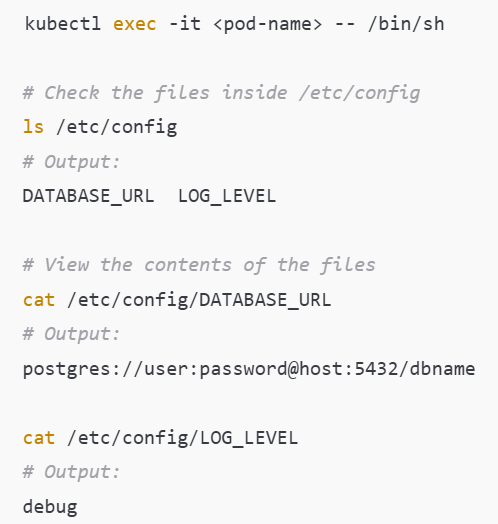 kubectl exec -it <pod-name> -- /bin/sh
# Check the files inside /etc/config
ls /etc/config
# Output:
DATABASE_URL  LOG_LEVEL
# View the contents of the files
cat /etc/config/DATABASE_URL
# Output:
postgres://user:password@host:5432/dbname
cat /etc/config/LOG_LEVEL
# Output:
debug